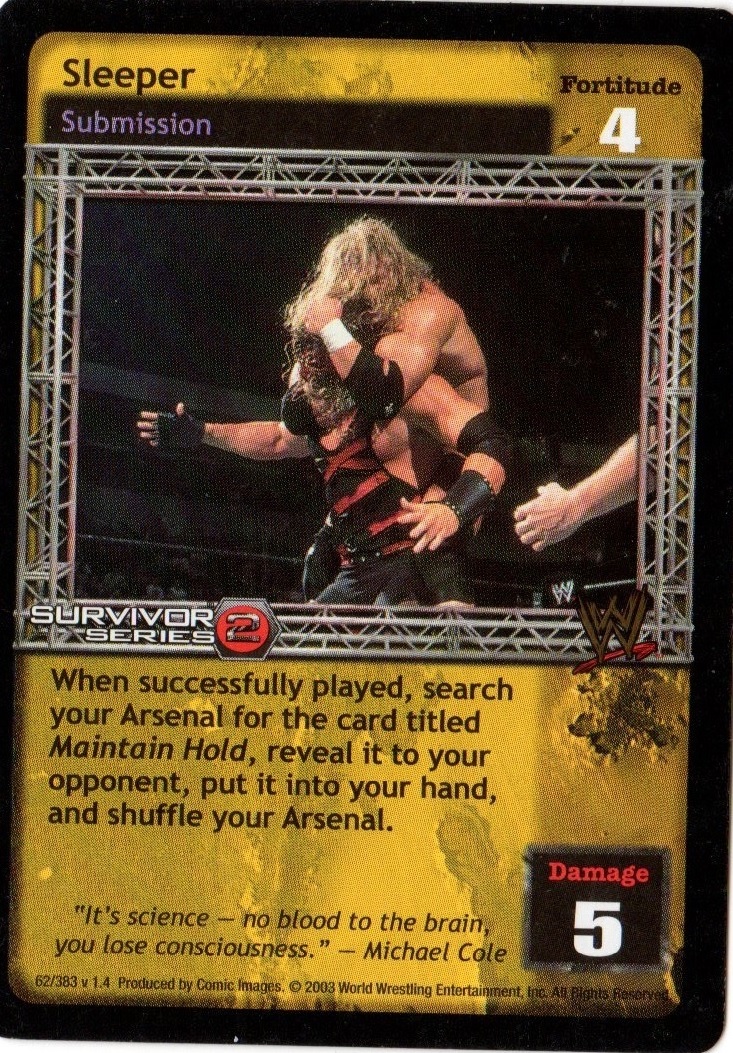 Sleeper
Fortitude
Submission
4
W
SURVIVOR
SERIES 2
W
When successfully played, search
your Arsenal for the card titled
Maintain Hold, reveal it to your
opponent, put it into your hand,
and shuffle your Arsenal.
Damage
5
"It's science — no blood to the brain,
you lose consciousness." — Michael Cole
62/383 v 1.4 Produced by Comic Images. © 2003 World Wrestling Entertainment, Inc. All Rights Reserved